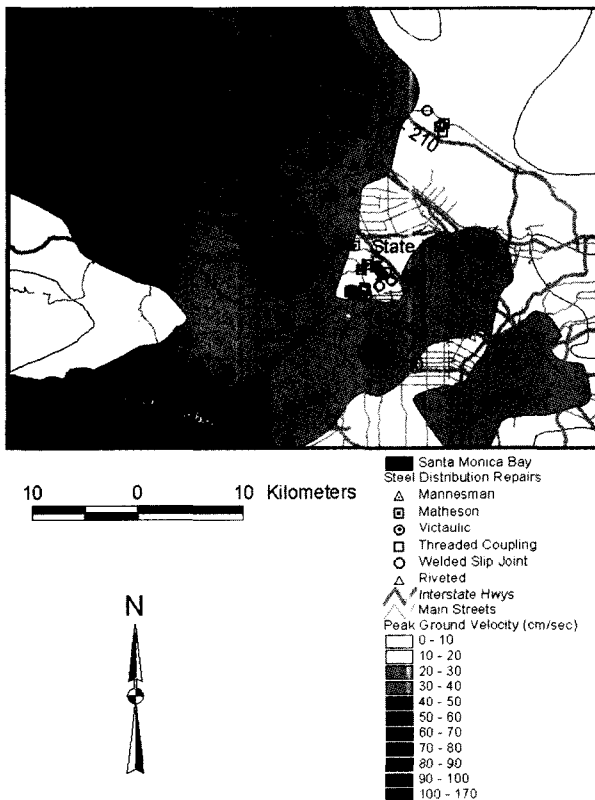 210
State
10 0 10 Kilometers
Santa Monica Bay
Steel Distribution Repairs
Mannesman
Matheson
Victaulic
Threaded Coupling
Welded Slip Joint
Riveted
Interstate Hwys
Main Streets
Peak Ground Velocity (cm/sec)
0 - 10
10 - 20
20 - 30
30 - 40
40 - 50
50 - 60
60 - 70
70 - 80
80 - 90
90 - 100
100 - 170
N